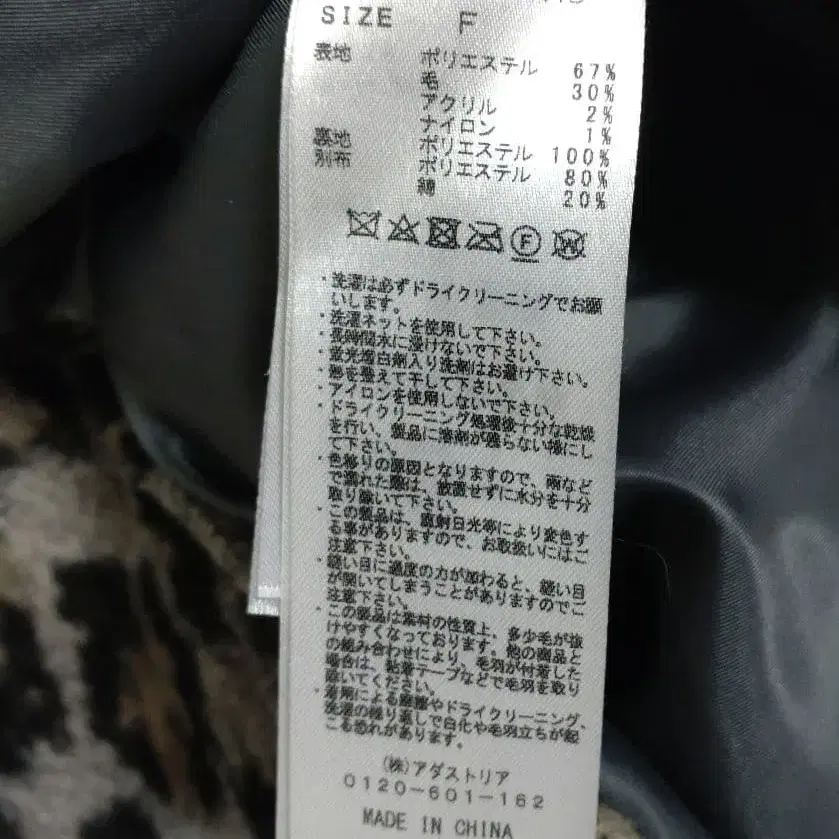 SIZE F
表地 ポリエステル 67%
毛 30%
アクリル 2%
ナイロン 1%
裏地 ポリエステル 100%
別布 ポリエステル 80%
綿 20%
F
W
・洗濯は必ずドライクリーニングでお願
いします。
・洗濯ネットを使用して下さい。
・長時間水に浸けないで下さい。
・蛍光増白剤入り洗剤はお避け下さい。
・形を整えて干して下さい。
・アイロンを使用しないで下さい。
・ドライクリーニング処理後十分な乾燥
を行い、製品に溶剤が残らない様にし
て下さい。
・色移りの原因となりますので、雨など
で濡れた際は、放置せずに水分を十分
取り除いて下さい。
・この製品は、直射日光等により変色す
る事がありますので、お取扱いにはご
注意下さい。
・縫い目に過度の力が加わると、縫い目
が開いてしまうことがありますのでご
注意下さい。
・この製品は素材の性質上、多少毛が抜
けやすくなっております。他の商品と
の組み合わせにより、毛羽が付着した
場合は、粘着テープなどで毛羽を取り
除いてください。
・着用による摩擦やドライクリーニング、
洗濯の繰り返しで白化や毛羽立ちが起
こる恐れがあります。
(株)アダストリア
0120-601-162
MADE IN CHINA